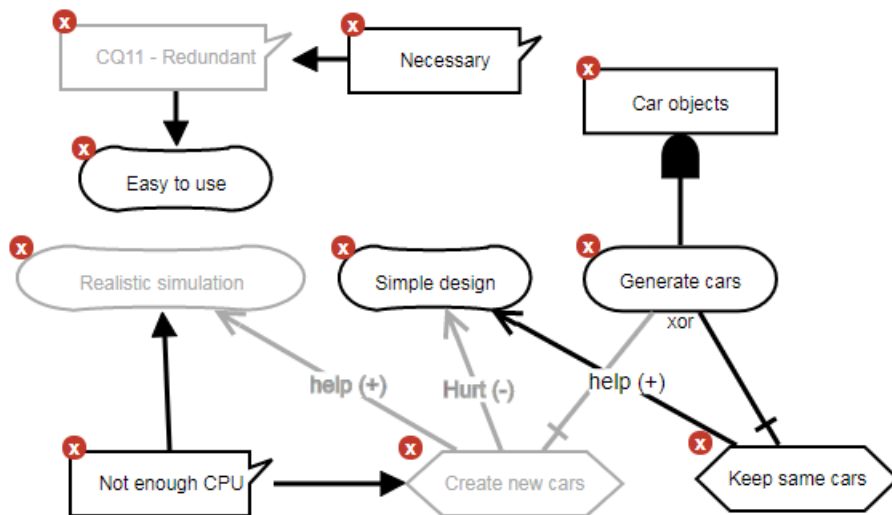 x
CQ11 - Redundant
x
Necessary
x
Car objects
x
Easy to use
x
Realistic simulation
x
Simple design
x
Generate cars
xor
help (+)
Hurt (-)
help (+)
x
Not enough CPU
x
Create new cars
x
Keep same cars